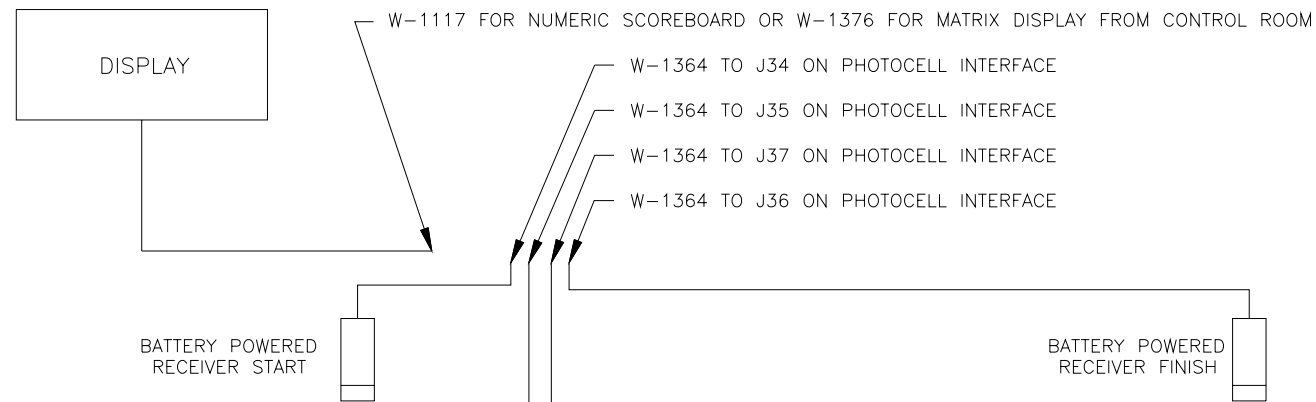 W-1117 FOR NUMERIC SCOREBOARD OR W-1376 FOR MATRIX DISPLAY FROM CONTROL ROOM
DISPLAY
W-1364 TO J34 ON PHOTOCELL INTERFACE
W-1364 TO J35 ON PHOTOCELL INTERFACE
W-1364 TO J37 ON PHOTOCELL INTERFACE
W-1364 TO J36 ON PHOTOCELL INTERFACE
BATTERY POWERED
RECEIVER START
BATTERY POWERED
RECEIVER FINISH